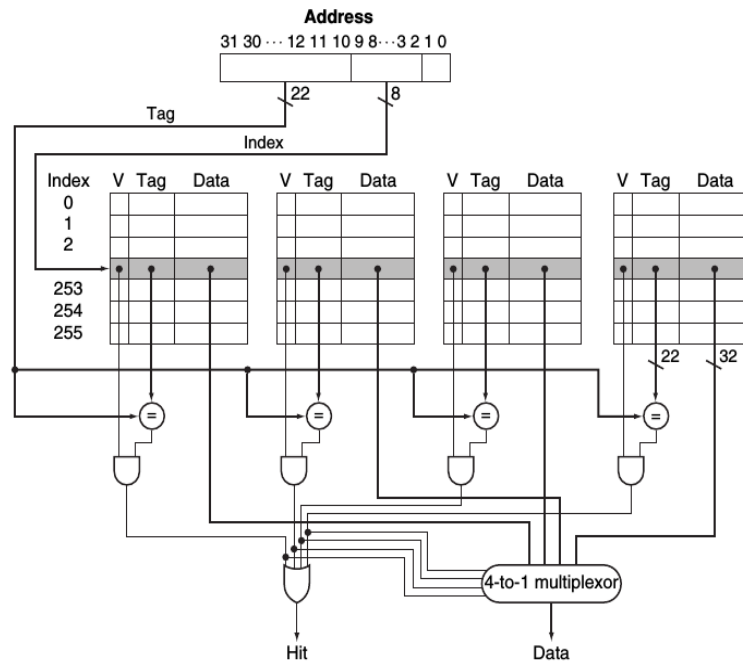 Address
31 30 ··· 12 11 10 9 8···3 2 1 0
22 8
Tag
Index
Index V Tag Data V Tag Data V Tag Data V Tag Data
0
1
2
253
254
255
22 32
= = = =
4-to-1 multiplexor
Hit Data